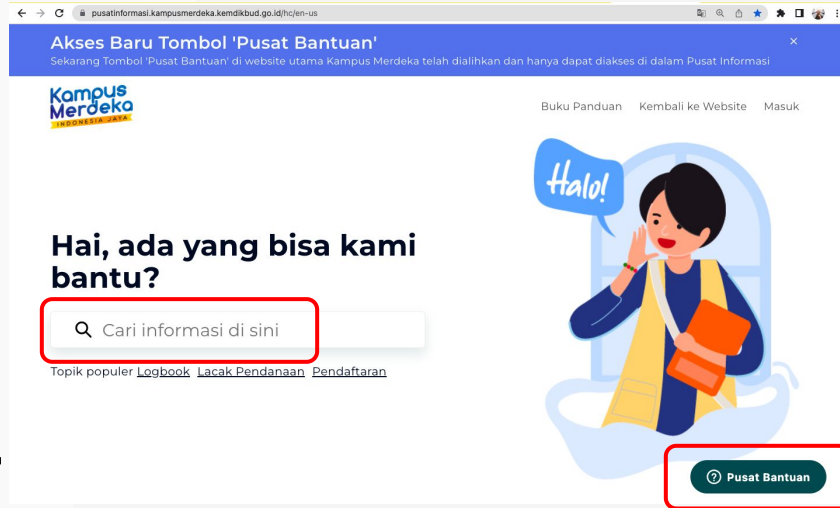 pusatinformasi.kampusmerdeka.kemdikbud.go.id/hc/en-us
Akses Baru Tombol 'Pusat Bantuan'
Sekarang Tombol 'Pusat Bantuan' di website utama Kampus Merdeka telah dialihkan dan hanya dapat diakses di dalam Pusat Informasi
Kampus
Merdeka
INDONESIA JAYA
Buku Panduan Kembali ke Website Masuk
Halo!
Hai, ada yang bisa kami
bantu?
Cari informasi di sini
Topik populer Logbook Lacak Pendanaan Pendaftaran
Pusat Bantuan